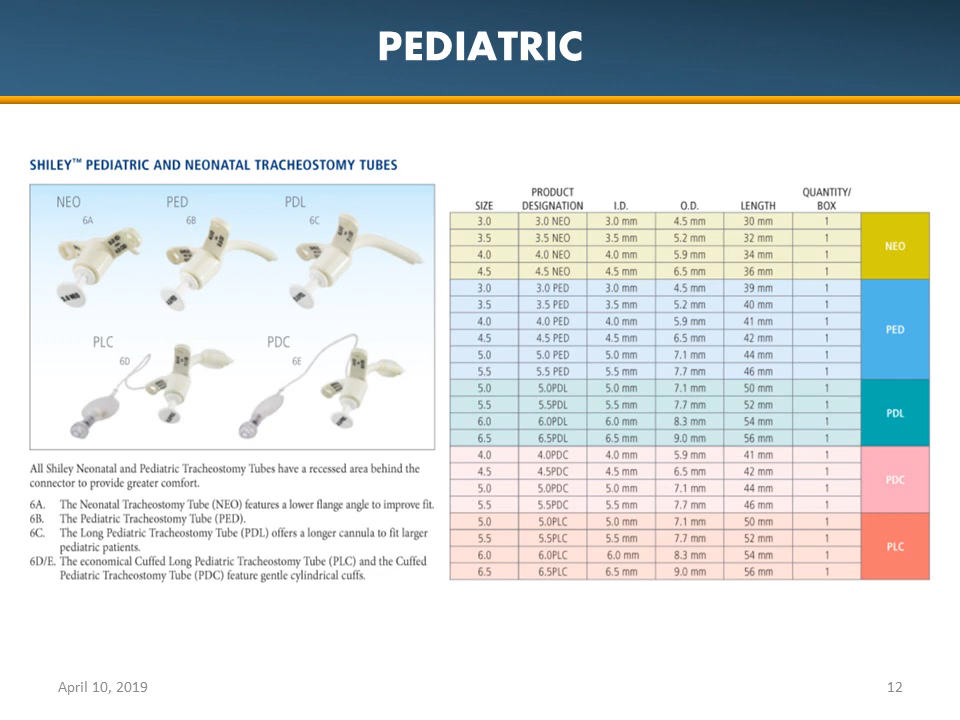 PEDIATRIC
SHILEY™ PEDIATRIC AND NEONATAL TRACHEOSTOMY TUBES
NEO
6A
PED
6B
PDL
6C
PLC
6D
PDC
6E
All Shiley Neonatal and Pediatric Tracheostomy Tubes have a recessed area behind the
connector to provide greater comfort.
6A. The Neonatal Tracheostomy Tube (NEO) features a lower flange angle to improve fit.
6B. The Pediatric Tracheostomy Tube (PED).
6C. The Long Pediatric Tracheostomy Tube (PDL) offers a longer cannula to fit larger
pediatric patients.
6D/E. The economical Cuffed Long Pediatric Tracheostomy Tube (PLC) and the Cuffed
Pediatric Tracheostomy Tube (PDC) feature gentle cylindrical cuffs.
SIZE PRODUCT DESIGNATION I.D. O.D. LENGTH QUANTITY/ BOX
3.0 3.0 NEO 3.0 mm 4.5 mm 30 mm 1
3.5 3.5 NEO 3.5 mm 5.2 mm 32 mm 1
4.0 4.0 NEO 4.0 mm 5.9 mm 34 mm 1
4.5 4.5 NEO 4.5 mm 6.5 mm 36 mm 1
NEO
3.0 3.0 PED 3.0 mm 4.5 mm 39 mm 1
3.5 3.5 PED 3.5 mm 5.2 mm 40 mm 1
4.0 4.0 PED 4.0 mm 5.9 mm 41 mm 1
4.5 4.5 PED 4.5 mm 6.5 mm 42 mm 1
5.0 5.0 PED 5.0 mm 7.1 mm 44 mm 1
5.5 5.5 PED 5.5 mm 7.7 mm 46 mm 1
PED
5.0 5.0PDL 5.0 mm 7.1 mm 50 mm 1
5.5 5.5PDL 5.5 mm 7.7 mm 52 mm 1
6.0 6.0PDL 6.0 mm 8.3 mm 54 mm 1
6.5 6.5PDL 6.5 mm 9.0 mm 56 mm 1
PDL
4.0 4.0PDC 4.0 mm 5.9 mm 41 mm 1
4.5 4.5PDC 4.5 mm 6.5 mm 42 mm 1
5.0 5.0PDC 5.0 mm 7.1 mm 44 mm 1
5.5 5.5PDC 5.5 mm 7.7 mm 46 mm 1
PDC
5.0 5.0PLC 5.0 mm 7.1 mm 50 mm 1
5.5 5.5PLC 5.5 mm 7.7 mm 52 mm 1
6.0 6.0PLC 6.0 mm 8.3 mm 54 mm 1
6.5 6.5PLC 6.5 mm 9.0 mm 56 mm 1
PLC
April 10, 2019
12